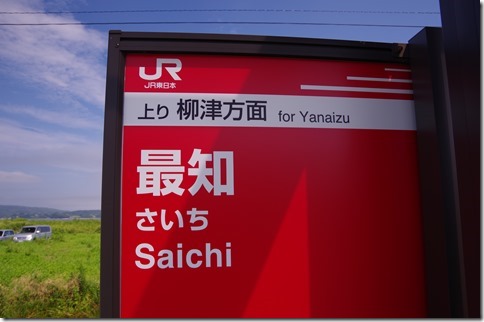 JR
JR東日本
上り 柳津方面 for Yanaizu
最知
さいち
Saichi